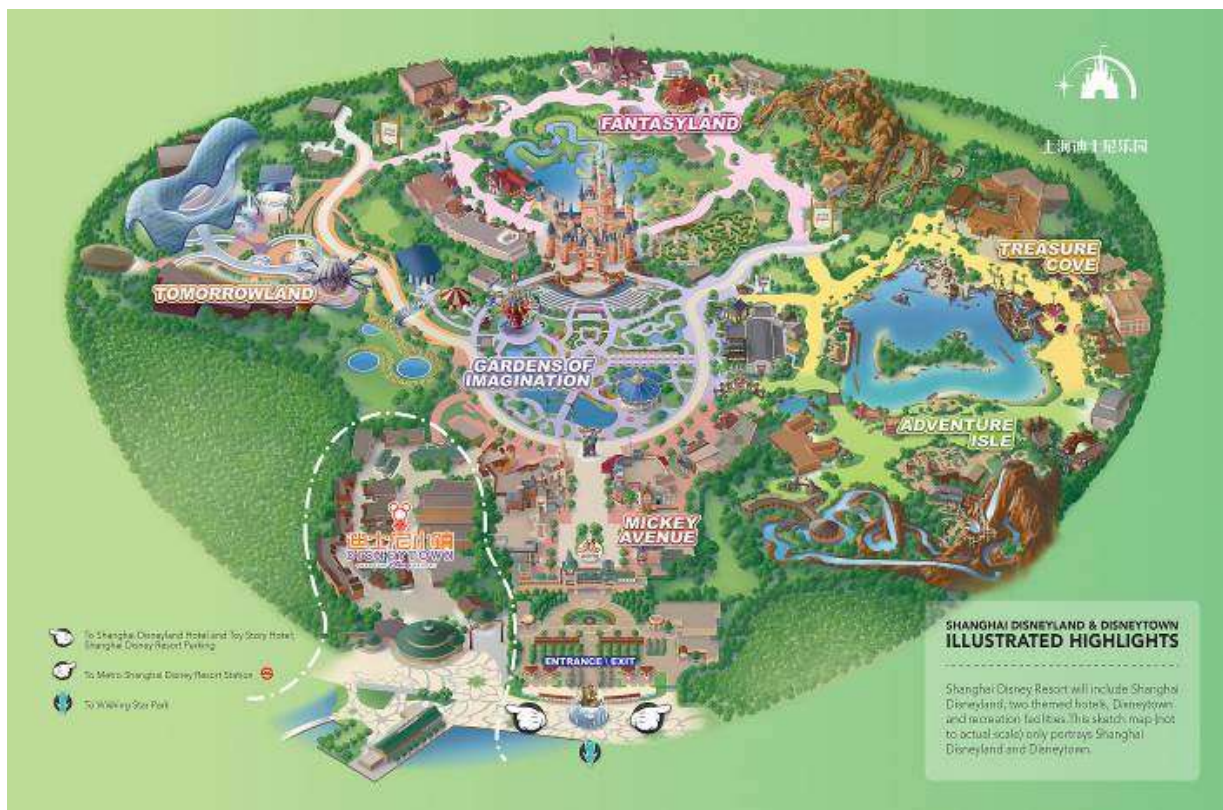 上海迪士尼乐园
FANTASYLAND
TREASURE
COVE
TOMORROWLAND
GARDENS OF
IMAGINATION
ADVENTURE
ISLE
MICKEY
AVENUE
迪士尼小镇
DISNEYTOWN
ENTRANCE \ EXIT
To Shanghai Disneyland Hotel and Toy Story Hotel;
Shanghai Disney Resort Parking
To Metro Shanghai Disney Resort Station
To Wishing Star Park
SHANGHAI DISNEYLAND & DISNEYTOWN
ILLUSTRATED HIGHLIGHTS
Shanghai Disney Resort will include Shanghai
Disneyland, two themed hotels, Disneytown
and recreation facilities. This sketch map (not
to actual scale) only portrays Shanghai
Disneyland and Disneytown.